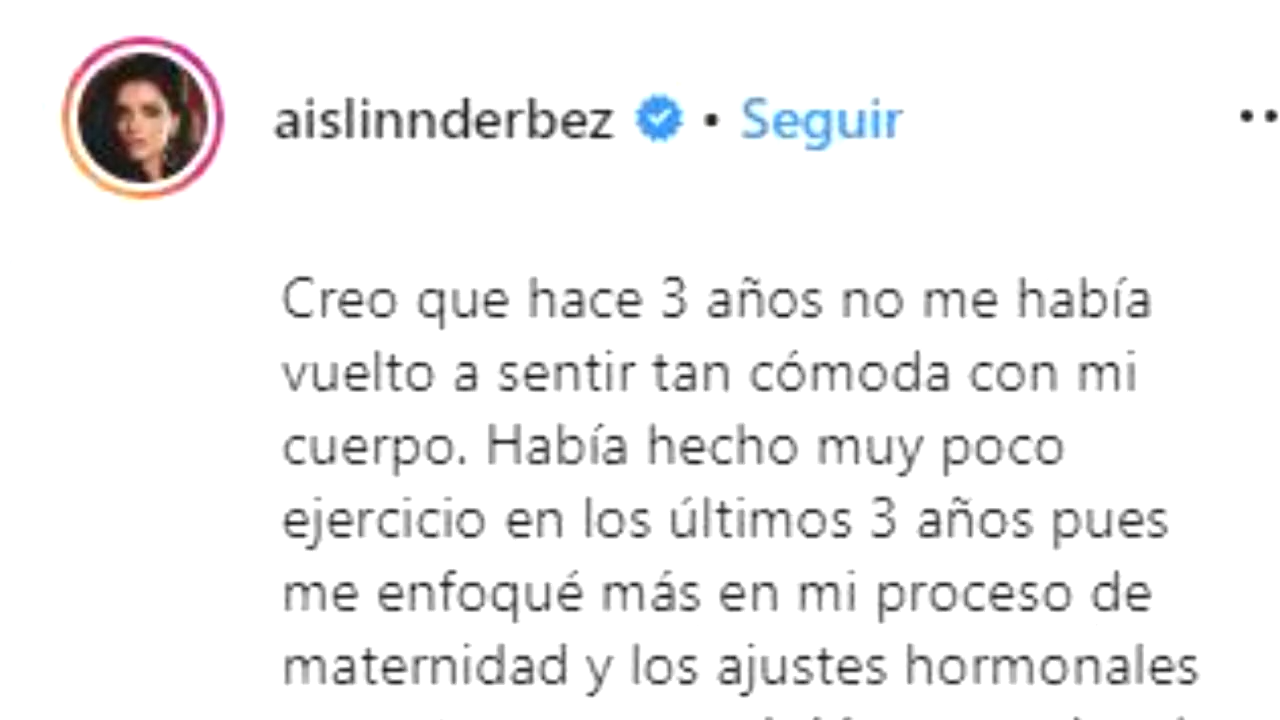 aislinnderbez • Seguir
Creo que hace 3 años no me había
vuelto a sentir tan cómoda con mi
cuerpo. Había hecho muy poco
ejercicio en los últimos 3 años pues
me enfoqué más en mi proceso de
maternidad y los ajustes hormonales